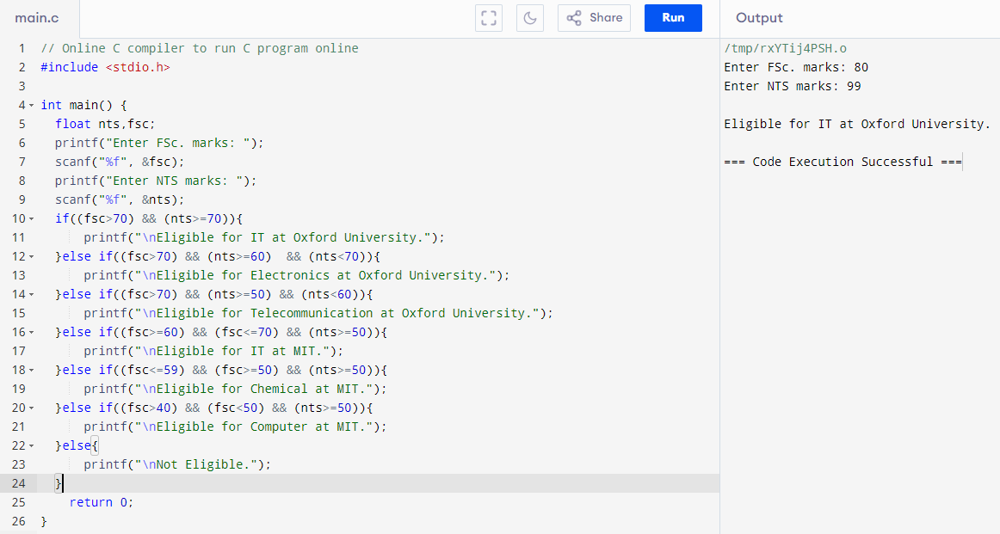 main.c
Share
Run
Output
1 // Online C compiler to run C program online
2 #include <stdio.h>
3
4 int main() {
5 float nts,fsc;
6 printf("Enter FSc. marks: ");
7 scanf("%f", &fsc);
8 printf("Enter NTS marks: ");
9 scanf("%f", &nts);
10 if((fsc>70) && (nts>=70)){
11 printf("\nEligible for IT at Oxford University.");
12 }else if((fsc>70) && (nts>=60)  && (nts<70)){
13 printf("\nEligible for Electronics at Oxford University.");
14 }else if((fsc>70) && (nts>=50) && (nts<60)){
15 printf("\nEligible for Telecommunication at Oxford University.");
16 }else if((fsc>=60) && (fsc<=70) && (nts>=50)){
17 printf("\nEligible for IT at MIT.");
18 }else if((fsc<=59) && (fsc>=50) && (nts>=50)){
19 printf("\nEligible for Chemical at MIT.");
20 }else if((fsc>40) && (fsc<50) && (nts>=50)){
21 printf("\nEligible for Computer at MIT.");
22 }else{
23 printf("\nNot Eligible.");
24 }
25 return 0;
26 }
/tmp/rxYTij4PSH.o
Enter FSc. marks: 80
Enter NTS marks: 99
Eligible for IT at Oxford University.
=== Code Execution Successful ===